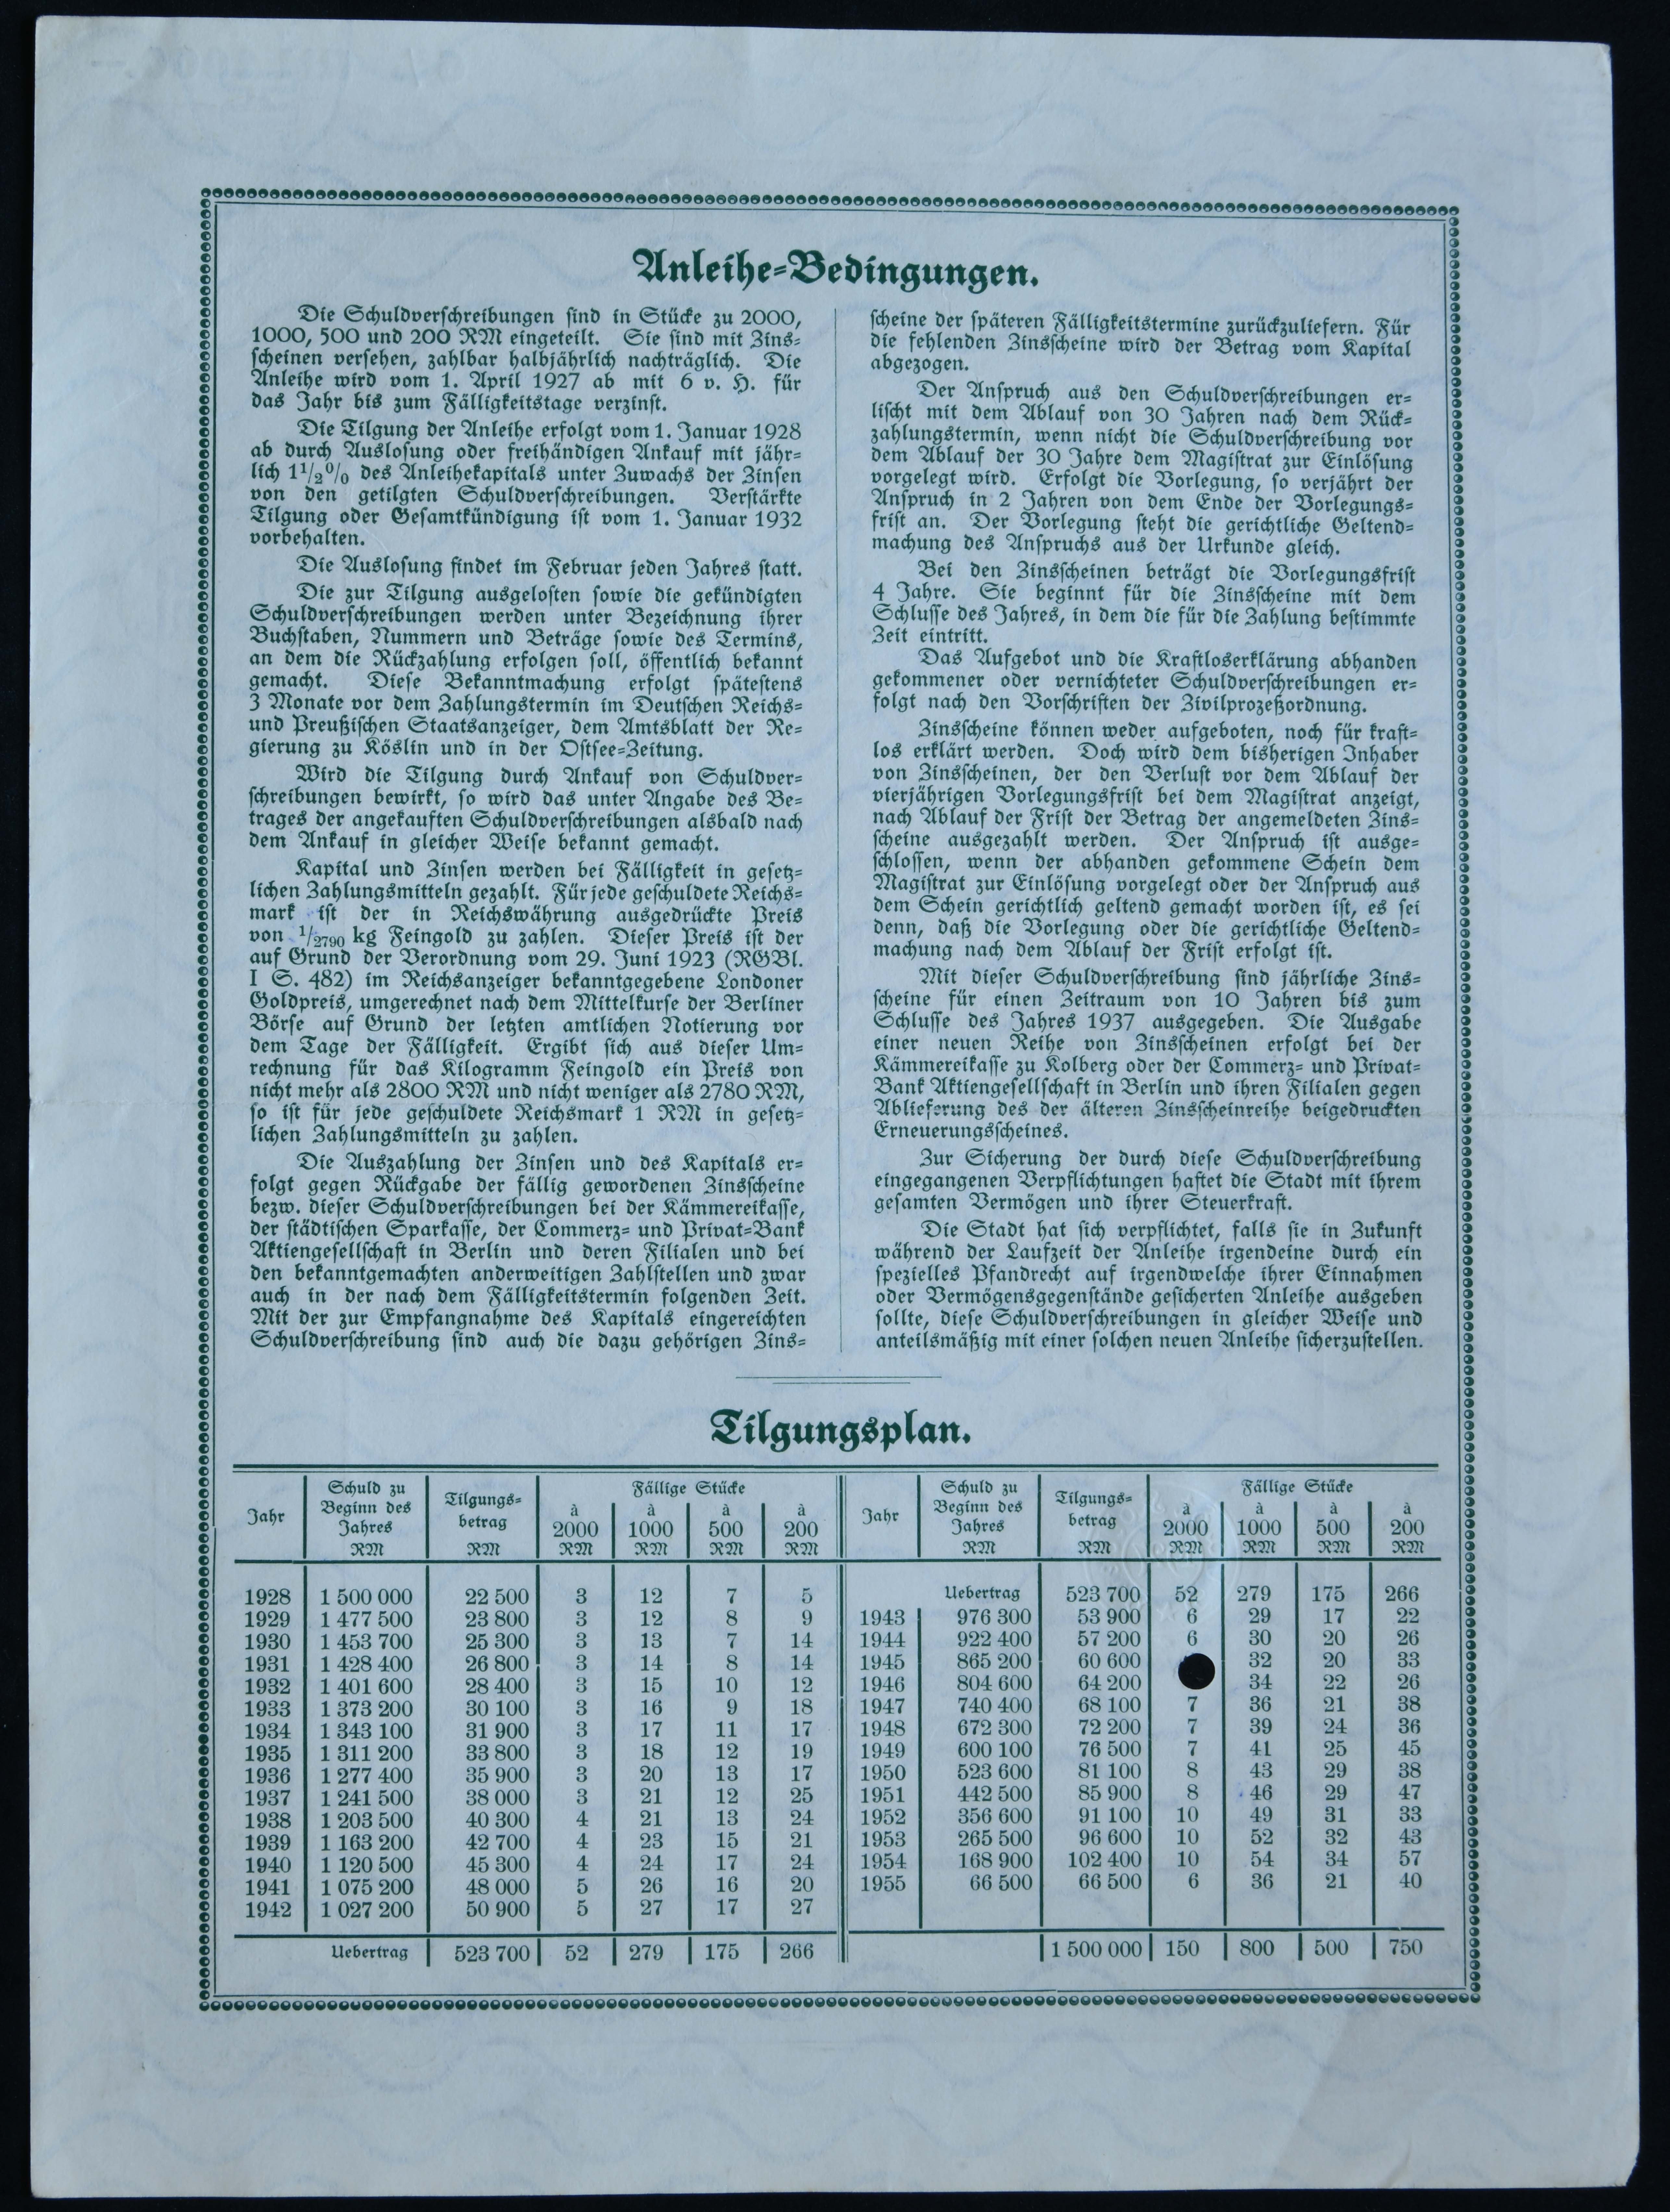 Anleihe-Bedingungen.
Die Schuldverschreibungen sind in Stücke zu 2000,
1000, 500 und 200 RM eingeteilt. Sie sind mit Zins-
scheinen versehen, zahlbar halbjährlich nachträglich. Die
Anleihe wird vom 1. April 1927 ab mit 6 v. H. für
das Jahr bis zum Fälligkeitstage verzinst.
Die Tilgung der Anleihe erfolgt vom 1. Januar 1928
ab durch Auslosung oder freihändigen Ankauf mit jähr-
lich 1 1/2 % des Anleihekapitals unter Zuwachs der Zinsen
von den getilgten Schuldverschreibungen. Verstärkte
Tilgung oder Gesamtkündigung ist vom 1. Januar 1932
vorbehalten.
Die Auslosung findet im Februar jeden Jahres statt.
Die zur Tilgung ausgelosten sowie die gekündigten
Schuldverschreibungen werden unter Bezeichnung ihrer
Buchstaben, Nummern und Beträge sowie des Termins,
an dem die Rückzahlung erfolgen soll, öffentlich bekannt
gemacht. Diese Bekanntmachung erfolgt spätestens
3 Monate vor dem Zahlungstermin im Deutschen Reichs-
und Preußischen Staatsanzeiger, dem Amtsblatt der Re-
gierung zu Köslin und in der Ostsee-Zeitung.
Wird die Tilgung durch Ankauf von Schuldver-
schreibungen bewirkt, so wird das unter Angabe des Be-
trages der angekauften Schuldverschreibungen alsbald nach
dem Ankauf in gleicher Weise bekannt gemacht.
Kapital und Zinsen werden bei Fälligkeit in gesetz-
lichen Zahlungsmitteln gezahlt. Für jede geschuldete Reichs-
mark ist der in Reichswährung ausgedrückte Preis
von 1/2790 kg Feingold zu zahlen. Dieser Preis ist der
auf Grund der Verordnung vom 29. Juni 1923 (RGBl.
I S. 482) im Reichsanzeiger bekanntgegebene Londoner
Goldpreis, umgerechnet nach dem Mittelkurse der Berliner
Börse auf Grund der letzten amtlichen Notierung vor
dem Tage der Fälligkeit. Ergibt sich aus dieser Um-
rechnung für das Kilogramm Feingold ein Preis von
nicht mehr als 2800 RM und nicht weniger als 2780 RM,
so ist für jede geschuldete Reichsmark 1 RM in gesetz-
lichen Zahlungsmitteln zu zahlen.
Die Auszahlung der Zinsen und des Kapitals er-
folgt gegen Rückgabe der fällig gewordenen Zinsscheine
bezw. dieser Schuldverschreibungen bei der Kämmereikasse,
der städtischen Sparkasse, der Commerz- und Privat-Bank
Aktiengesellschaft in Berlin und deren Filialen und bei
den bekanntgemachten anderweitigen Zahlstellen und zwar
auch in der nach dem Fälligkeitstermin folgenden Zeit.
Mit der zur Empfangnahme des Kapitals eingereichten
Schuldverschreibung sind auch die dazu gehörigen Zins-
scheine der späteren Fälligkeitstermine zurückzuliefern. Für
die fehlenden Zinsscheine wird der Betrag vom Kapital
abgezogen.
Der Anspruch aus den Schuldverschreibungen er-
lischt mit dem Ablauf von 30 Jahren nach dem Rück-
zahlungstermin, wenn nicht die Schuldverschreibung vor
dem Ablauf der 30 Jahre dem Magistrat zur Einlösung
vorgelegt wird. Erfolgt die Vorlegung, so verjährt der
Anspruch in 2 Jahren von dem Ende der Vorlegungs-
frist an. Der Vorlegung steht die gerichtliche Geltend-
machung des Anspruchs aus der Urkunde gleich.
Bei den Zinsscheinen beträgt die Vorlegungsfrist
4 Jahre. Sie beginnt für die Zinsscheine mit dem
Schlusse des Jahres, in dem die für die Zahlung bestimmte
Zeit eintritt.
Das Aufgebot und die Kraftloserklärung abhanden
gekommener oder vernichteter Schuldverschreibungen er-
folgt nach den Vorschriften der Zivilprozeßordnung.
Zinsscheine können weder aufgeboten, noch für kraft-
los erklärt werden. Doch wird dem bisherigen Inhaber
von Zinsscheinen, der den Verlust vor dem Ablauf der
vierjährigen Vorlegungsfrist bei dem Magistrat anzeigt,
nach Ablauf der Frist der Betrag der angemeldeten Zins-
scheine ausgezahlt werden. Der Anspruch ist ausge-
schlossen, wenn der abhanden gekommene Schein dem
Magistrat zur Einlösung vorgelegt oder der Anspruch aus
dem Schein gerichtlich geltend gemacht worden ist, es sei
denn, daß die Vorlegung oder die gerichtliche Geltend-
machung nach dem Ablauf der Frist erfolgt ist.
Mit dieser Schuldverschreibung sind jährliche Zins-
scheine für einen Zeitraum von 10 Jahren bis zum
Schlusse des Jahres 1937 ausgegeben. Die Ausgabe
einer neuen Reihe von Zinsscheinen erfolgt bei der
Kämmereikasse zu Kolberg oder der Commerz- und Privat-
Bank Aktiengesellschaft in Berlin und ihren Filialen gegen
Ablieferung des der älteren Zinsscheinreihe beigedruckten
Erneuerungsscheines.
Zur Sicherung der durch diese Schuldverschreibung
eingegangenen Verpflichtungen haftet die Stadt mit ihrem
gesamten Vermögen und ihrer Steuerkraft.
Die Stadt hat sich verpflichtet, falls sie in Zukunft
während der Laufzeit der Anleihe irgendeine durch ein
spezielles Pfandrecht auf irgendwelche ihrer Einnahmen
oder Vermögensgegenstände gesicherten Anleihe ausgeben
sollte, diese Schuldverschreibungen in gleicher Weise und
anteilsmäßig mit einer solchen neuen Anleihe sicherzustellen.
Tilgungsplan.
Jahr Schuld zu Beginn des Jahres RM Tilgungs-betrag RM Fällige Stücke à 2000 RM à 1000 RM à 500 RM à 200 RM
1928 1 500 000 22 500 3 12 7 5
1929 1 477 500 23 800 3 12 8 9
1930 1 453 700 25 300 3 13 7 14
1931 1 428 400 26 800 3 14 8 14
1932 1 401 600 28 400 3 15 10 12
1933 1 373 200 30 100 3 16 9 18
1934 1 343 100 31 900 3 17 11 17
1935 1 311 200 33 800 3 18 12 19
1936 1 277 400 35 900 3 20 13 17
1937 1 241 500 38 000 3 21 12 25
1938 1 203 500 40 300 4 21 13 24
1939 1 163 200 42 700 4 23 15 21
1940 1 120 500 45 300 4 24 17 24
1941 1 075 200 48 000 5 26 16 20
1942 1 027 200 50 900 5 27 17 27
Uebertrag 523 700 52 279 175 266
Jahr Schuld zu Beginn des Jahres RM Tilgungs-betrag RM Fällige Stücke à 2000 RM à 1000 RM à 500 RM à 200 RM
Uebertrag 523 700 52 279 175 266
1943 976 300 53 900 6 29 17 22
1944 922 400 57 200 6 30 20 26
1945 865 200 60 600 32 20 33
1946 804 600 64 200 34 22 26
1947 740 400 68 100 7 36 21 38
1948 672 300 72 200 7 39 24 36
1949 600 100 76 500 7 41 25 45
1950 523 600 81 100 8 43 29 38
1951 442 500 85 900 8 46 29 47
1952 356 600 91 100 10 49 31 33
1953 265 500 96 600 10 52 32 43
1954 168 900 102 400 10 54 34 57
1955 66 500 66 500 6 36 21 40
1 500 000 150 800 500 750